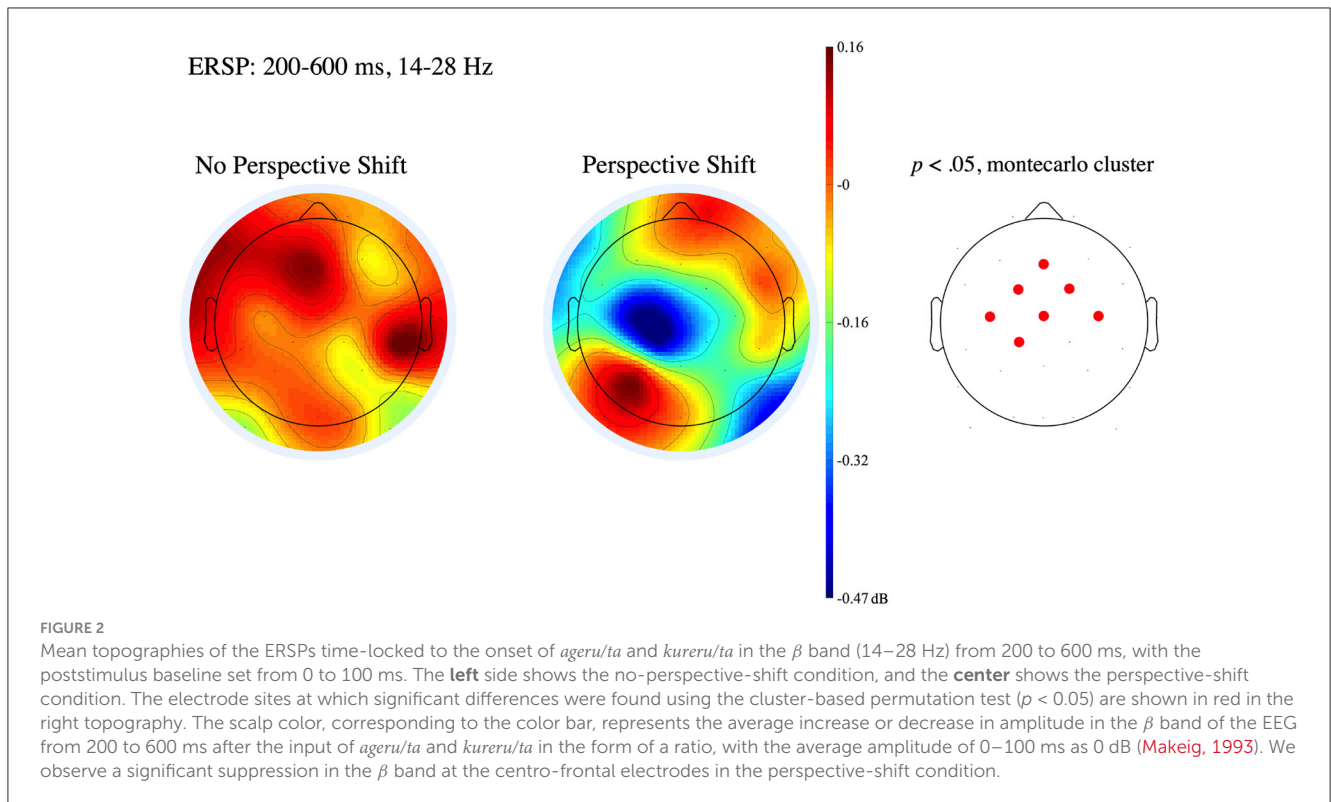 ERSP: 200-600 ms, 14-28 Hz
No Perspective Shift
Perspective Shift
0.16
-0
-0.16
-0.32
-0.47 dB
p < .05, montecarlo cluster
FIGURE 2
Mean topographies of the ERSPs time-locked to the onset of ageru/ta and kureru/ta in the β band (14–28 Hz) from 200 to 600 ms, with the
poststimulus baseline set from 0 to 100 ms. The left side shows the no-perspective-shift condition, and the center shows the perspective-shift
condition. The electrode sites at which significant differences were found using the cluster-based permutation test (p < 0.05) are shown in red in the
right topography. The scalp color, corresponding to the color bar, represents the average increase or decrease in amplitude in the β band of the EEG
from 200 to 600 ms after the input of ageru/ta and kureru/ta in the form of a ratio, with the average amplitude of 0–100 ms as 0 dB (Makeig, 1993). We
observe a significant suppression in the β band at the centro-frontal electrodes in the perspective-shift condition.